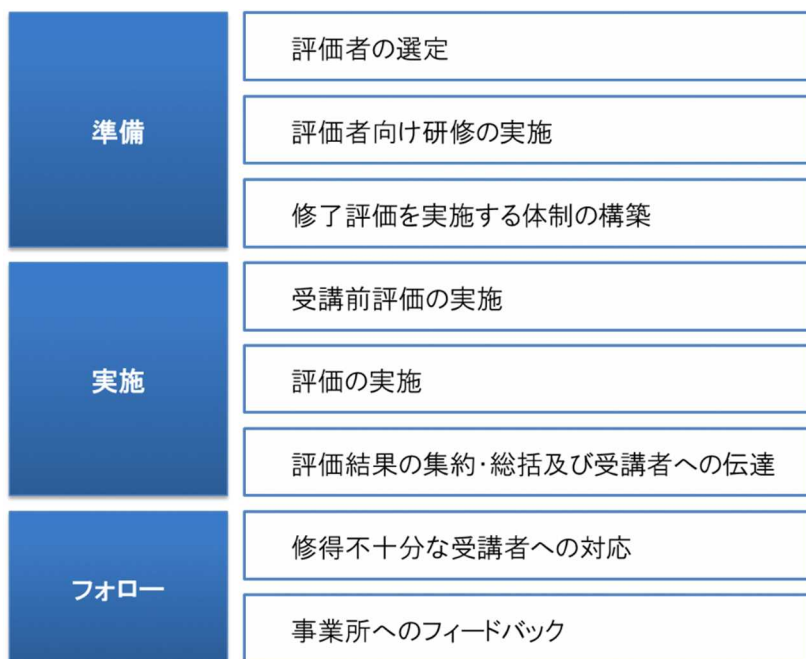 準備
評価者の選定
評価者向け研修の実施
修了評価を実施する体制の構築
実施
受講前評価の実施
評価の実施
評価結果の集約・総括及び受講者への伝達
フォロー
修得不十分な受講者への対応
事業所へのフィードバック